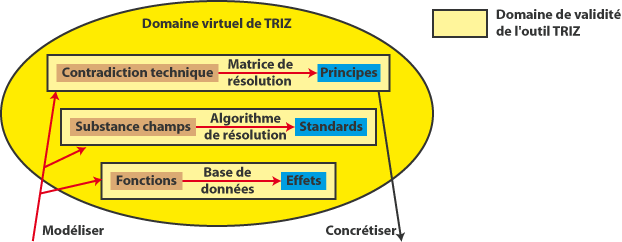 Domaine virtuel de TRIZ
Domaine de validité
de l'outil TRIZ
Contradiction technique
Matrice de
résolution
Principes
Substance champs
Algorithme
de résolution
Standards
Fonctions
Base de
données
Effets
Modéliser
Concrétiser